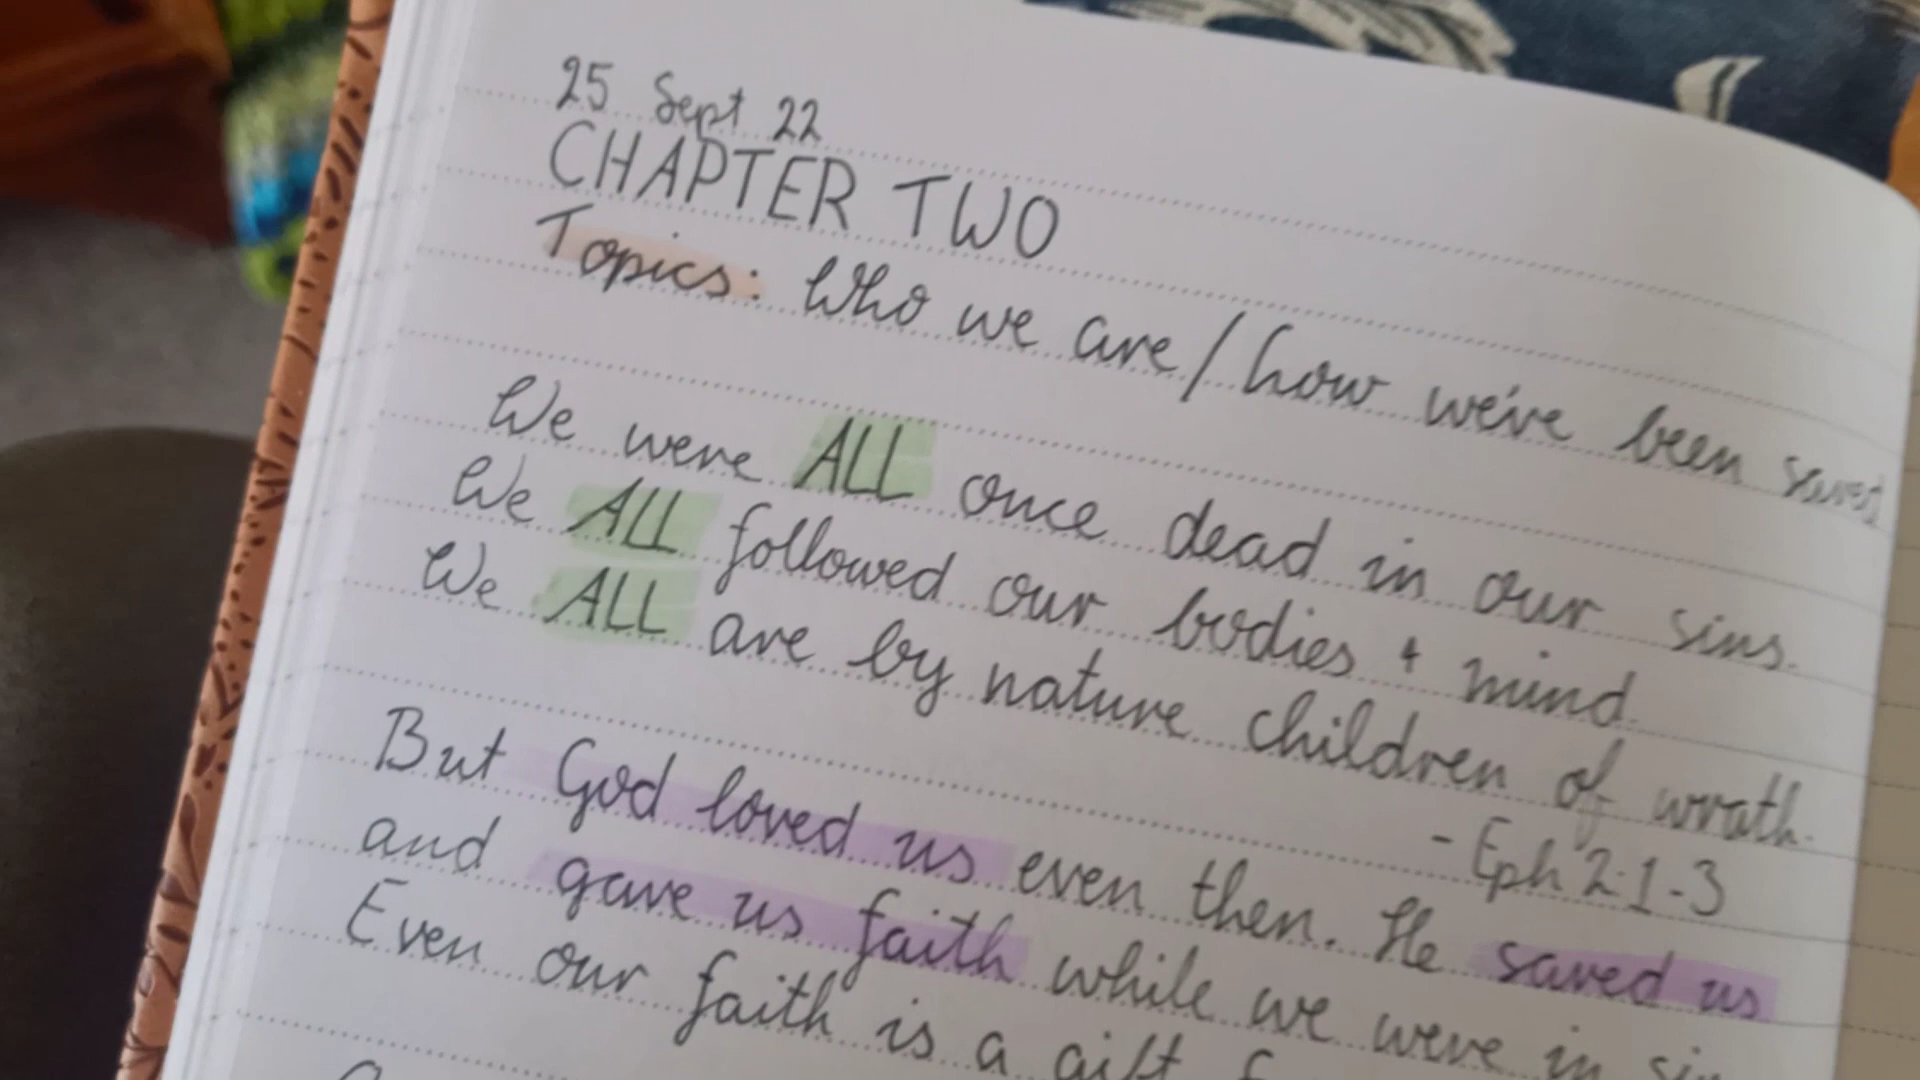 25 Sept 22
CHAPTER TWO
Topics: Who we are / how we've been saved
We were ALL once dead in our sins.
We ALL followed our bodies + mind.
We ALL are by nature children of wrath.
- Eph 2:1-3
But God loved us even then. He saved us
and gave us faith while we were in
Even our faith is a gift